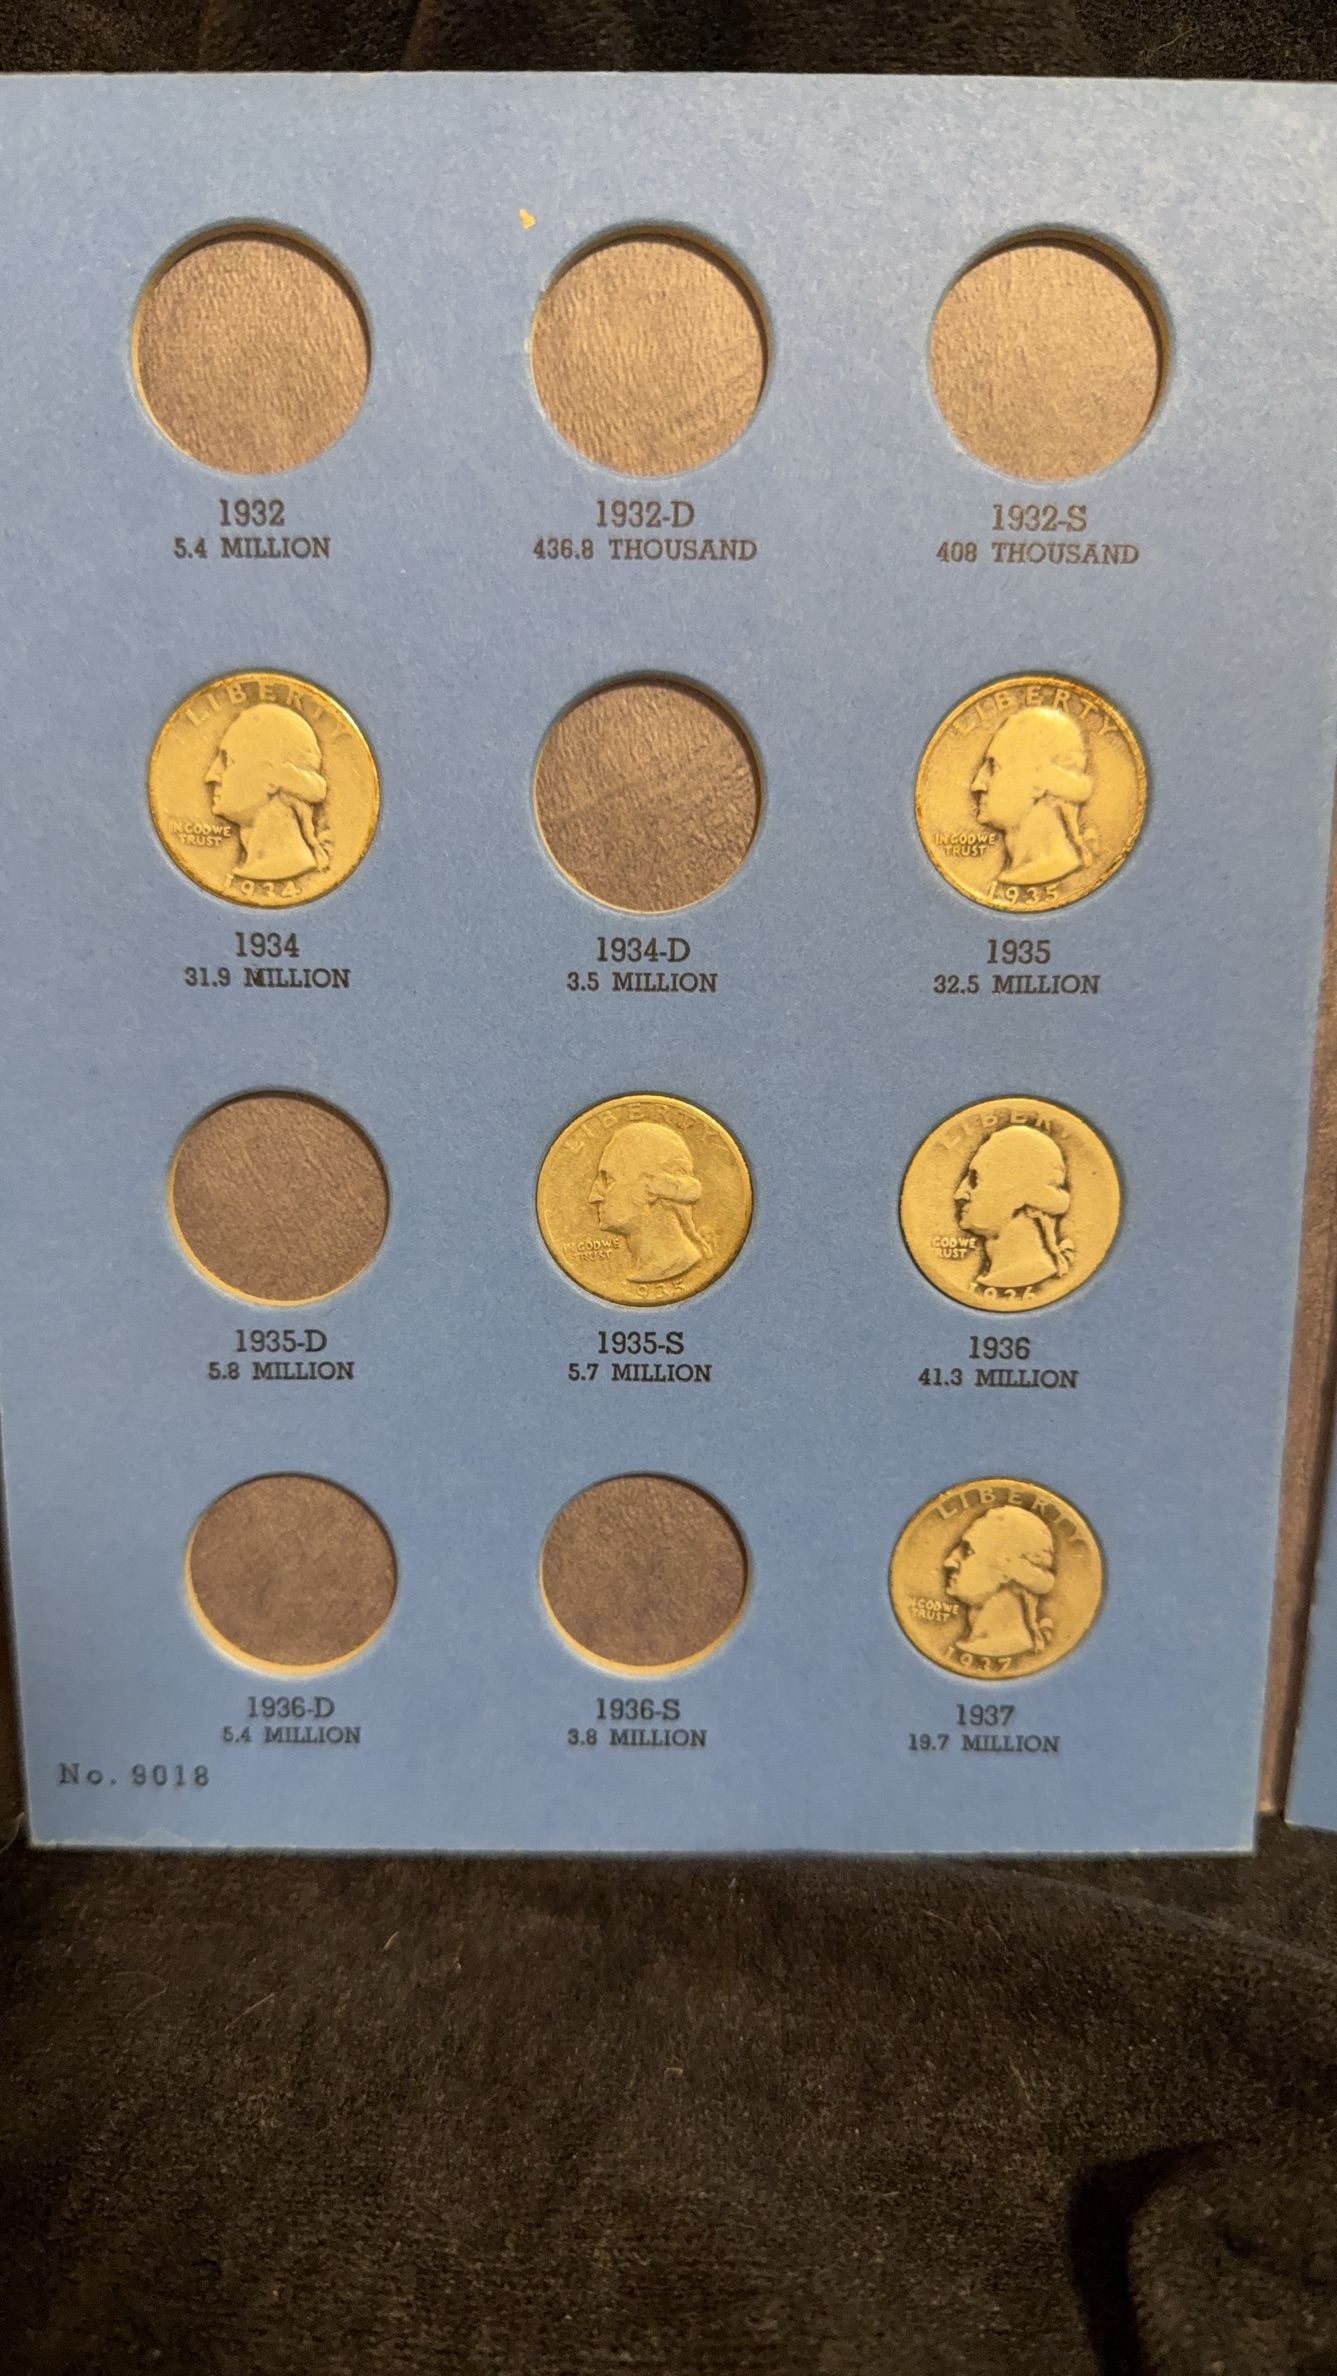 1932
5.4 MILLION
1932-D
436.8 THOUSAND
1932-S
408 THOUSAND
LIBERTY
IN GOD WE
TRUST
1934
1934
31.9 MILLION
1934-D
3.5 MILLION
LIBERTY
IN GOD WE
TRUST
1935
1935
32.5 MILLION
1935-D
5.8 MILLION
LIBERTY
IN GOD WE
TRUST
1935
1935-S
5.7 MILLION
LIBERT
GOD WE
RUST
1936
1936
41.3 MILLION
1936-D
5.4 MILLION
1936-S
3.8 MILLION
LIBERTY
IN GOD WE
TRUST
1937
1937
19.7 MILLION
No. 9018